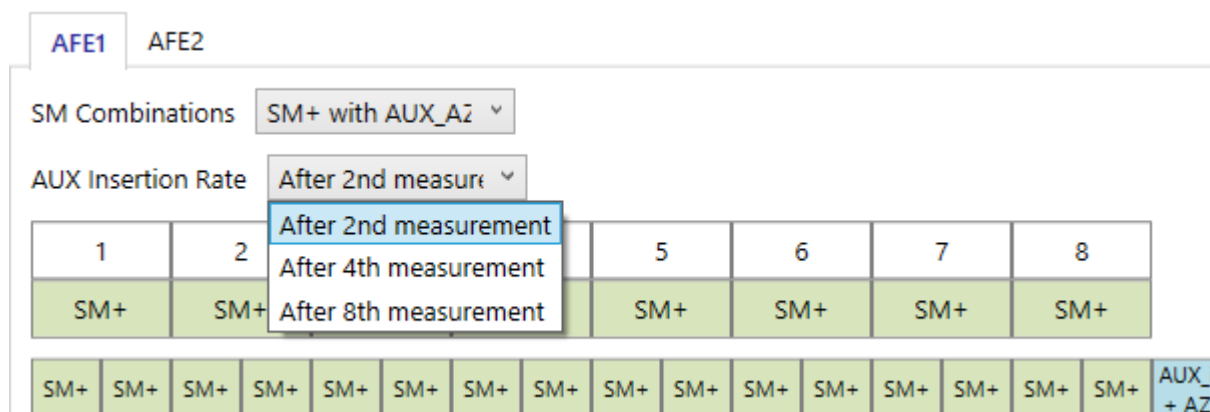 AFE1 AFE2
SM Combinations SM+ with AUX_AZ
AUX Insertion Rate After 2nd measure
After 2nd measurement
After 4th measurement
After 8th measurement
1 2 5 6 7 8
SM+ SM+ SM+ SM+ SM+ SM+
SM+ SM+ SM+ SM+ SM+ SM+ SM+ SM+ SM+ SM+ SM+ SM+ SM+ SM+ SM+ SM+ AUX_
+ AZ